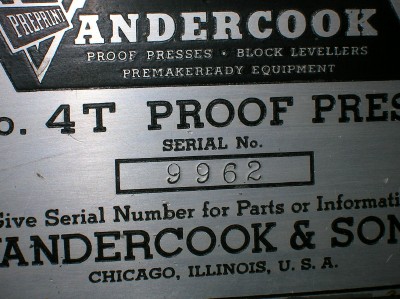 PREPRINT
ANDERCOOK
PROOF PRESSES • BLOCK LEVELLERS
PREMAKEREADY EQUIPMENT
o. 4T PROOF PRES
SERIAL No.
9962
Give Serial Number for Parts or Informati
ANDERCOOK & SON
CHICAGO, ILLINOIS, U. S. A.